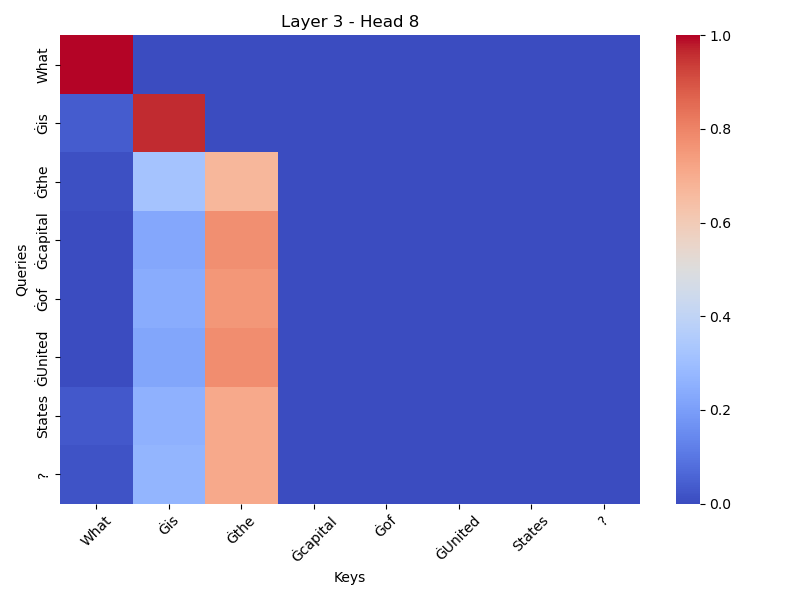 Layer 3 - Head 8
Queries
What
Ġis
Ġthe
Ġcapital
Ġof
ĠUnited
States
?
What
Ġis
Ġthe
Ġcapital
Ġof
ĠUnited
States
?
Keys
1.0
0.8
0.6
0.4
0.2
0.0